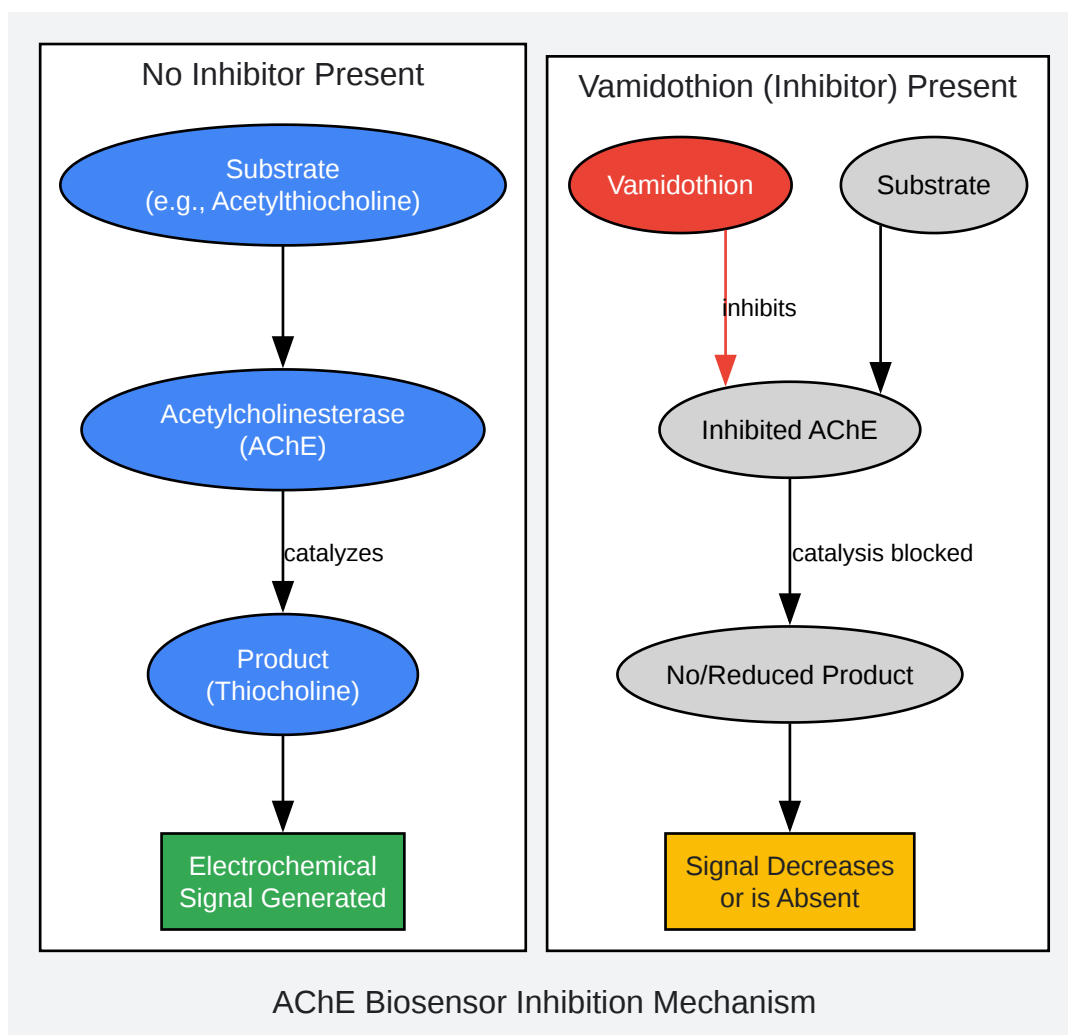 No Inhibitor Present
Substrate
(e.g., Acetylthiocholine)
Acetylcholinesterase
(AChE)
catalyzes
Product
(Thiocholine)
Electrochemical
Signal Generated
Vamidothion (Inhibitor) Present
Vamidothion
Substrate
inhibits
Inhibited AChE
catalysis blocked
No/Reduced Product
Signal Decreases
or is Absent
AChE Biosensor Inhibition Mechanism